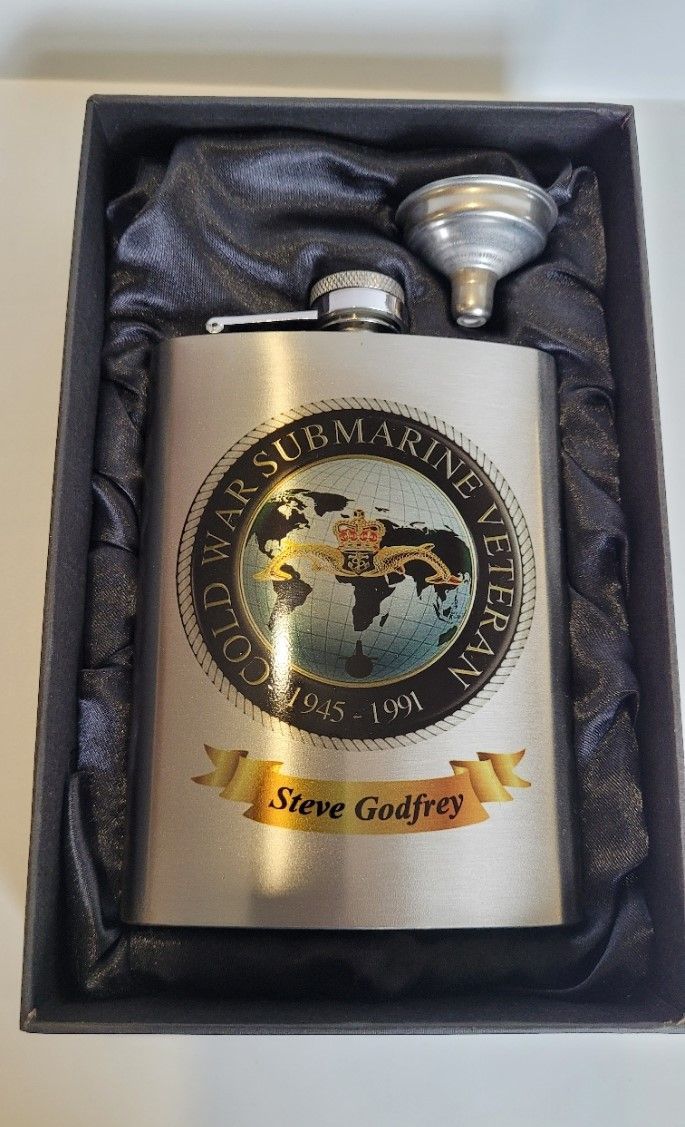 COLD WAR SUBMARINE VETERAN
1945 - 1991
Steve Godfrey